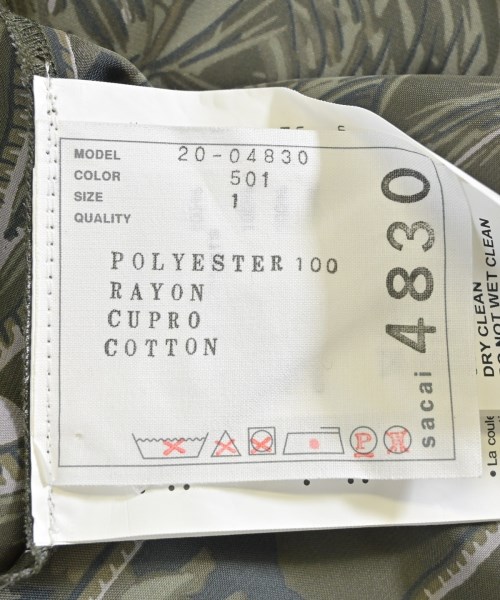 MODEL 20-04830
COLOR 501
SIZE 1
QUALITY
POLYESTER 100
RAYON
CUPRO
COTTON
P W
sacai 4830
DRY CLEAN
DO NOT WET CLEAN
• La